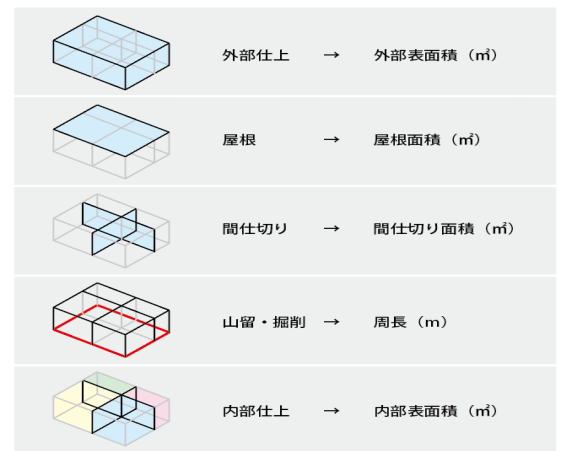 外部仕上 → 外部表面積（㎡）
屋根 → 屋根面積（㎡）
間仕切り → 間仕切り面積（㎡）
山留・掘削 → 周長（m）
内部仕上 → 内部表面積（㎡）